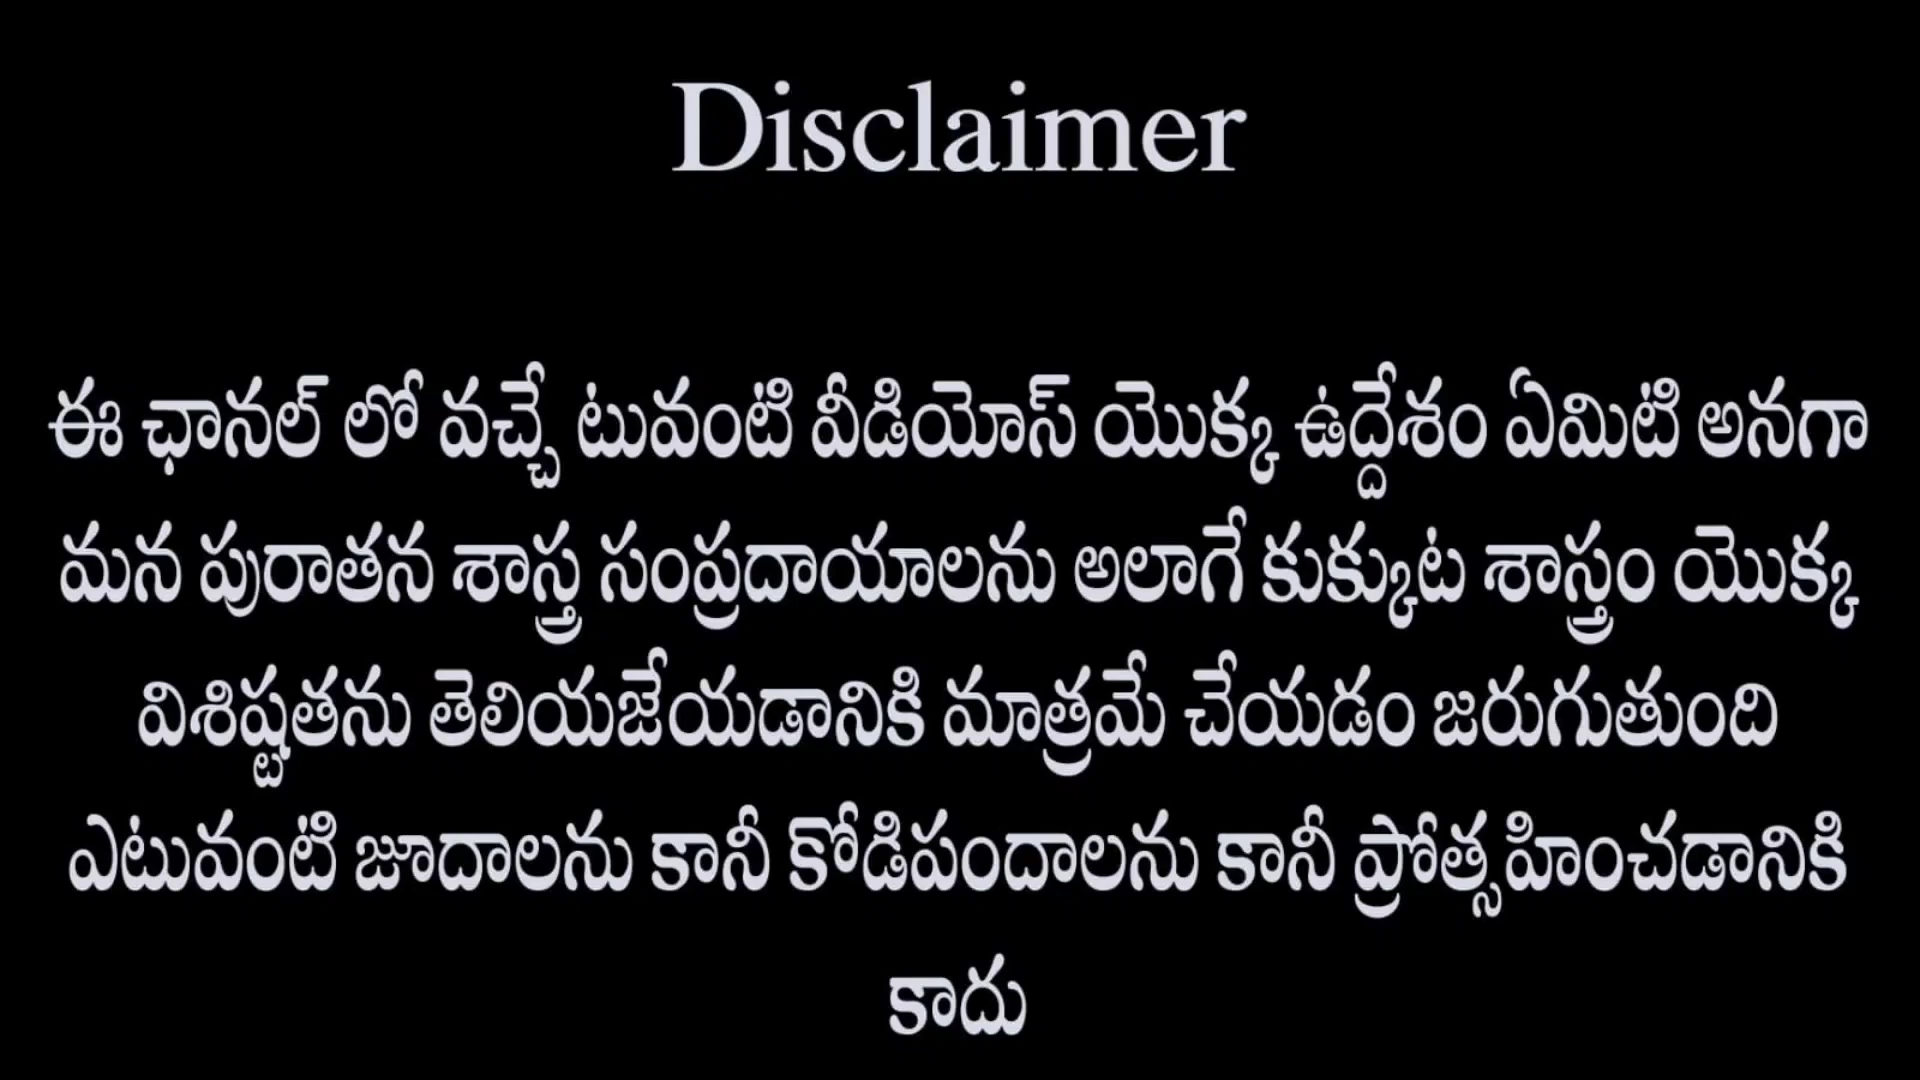 Disclaimer
ఈ ఛానల్ లో వచ్చే టువంటి వీడియోస్ యొక్క ఉద్దేశం ఏమిటి అనగా
మన పురాతన శాస్త్ర సంప్రదాయాలను అలాగే కుక్కుట శాస్త్రం యొక్క
విశిష్టతను తెలియజేయడానికి మాత్రమే చేయడం జరుగుతుంది
ఎటువంటి జూదాలను కానీ కోడిపందాలను కానీ ప్రోత్సహించడానికి
కాదు